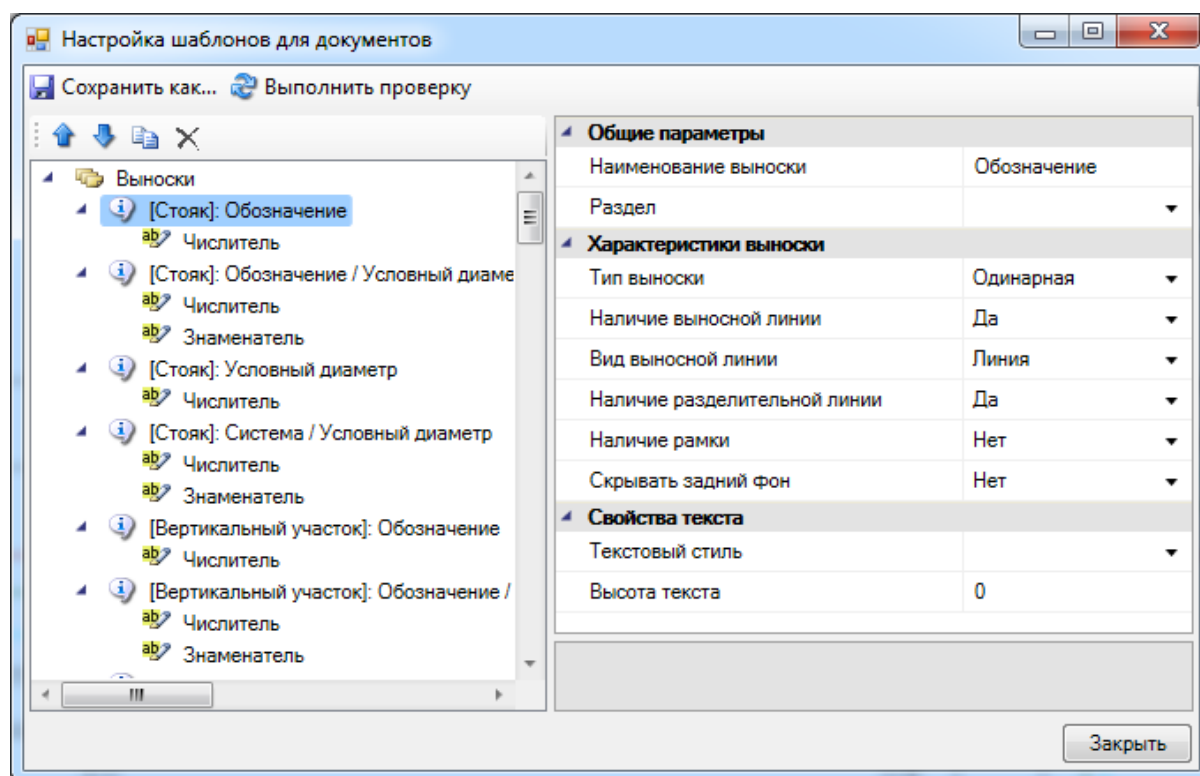 Настройка шаблонов для документов
Сохранить как... Выполнить проверку
Выноски
[Стояк]: Обозначение
Числитель
[Стояк]: Обозначение / Условный диаме
Числитель
Знаменатель
[Стояк]: Условный диаметр
Числитель
[Стояк]: Система / Условный диаметр
Числитель
Знаменатель
[Вертикальный участок]: Обозначение
Числитель
[Вертикальный участок]: Обозначение /
Числитель
Знаменатель
Общие параметры
Наименование выноски Обозначение
Раздел
Характеристики выноски
Тип выноски Одинарная
Наличие выносной линии Да
Вид выносной линии Линия
Наличие разделительной линии Да
Наличие рамки Нет
Скрывать задний фон Нет
Свойства текста
Текстовый стиль
Высота текста 0
Закрыть